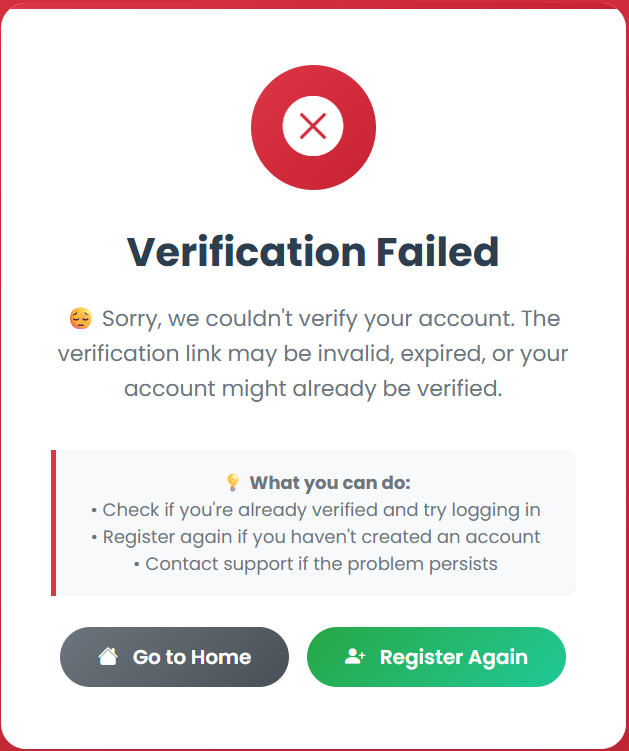 Verification Failed
😔 Sorry, we couldn't verify your account. The
verification link may be invalid, expired, or your
account might already be verified.
💡 What you can do:
• Check if you're already verified and try logging in
• Register again if you haven't created an account
• Contact support if the problem persists
Go to Home
Register Again